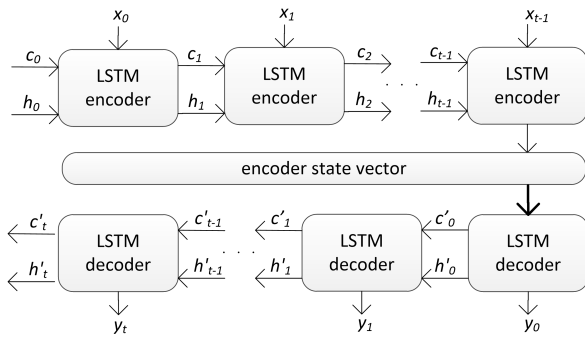 x₀ x₁ xₜ₋₁
c₀ LSTM encoder c₁ LSTM encoder c₂ cₜ₋₁ LSTM encoder
h₀ h₁ h₂ . . . hₜ₋₁
encoder state vector
c'ₜ LSTM decoder c'ₜ₋₁ c'₁ LSTM decoder c'₀ LSTM decoder
h'ₜ h'ₜ₋₁ . . . h'₁ h'₀
yₜ y₁ y₀